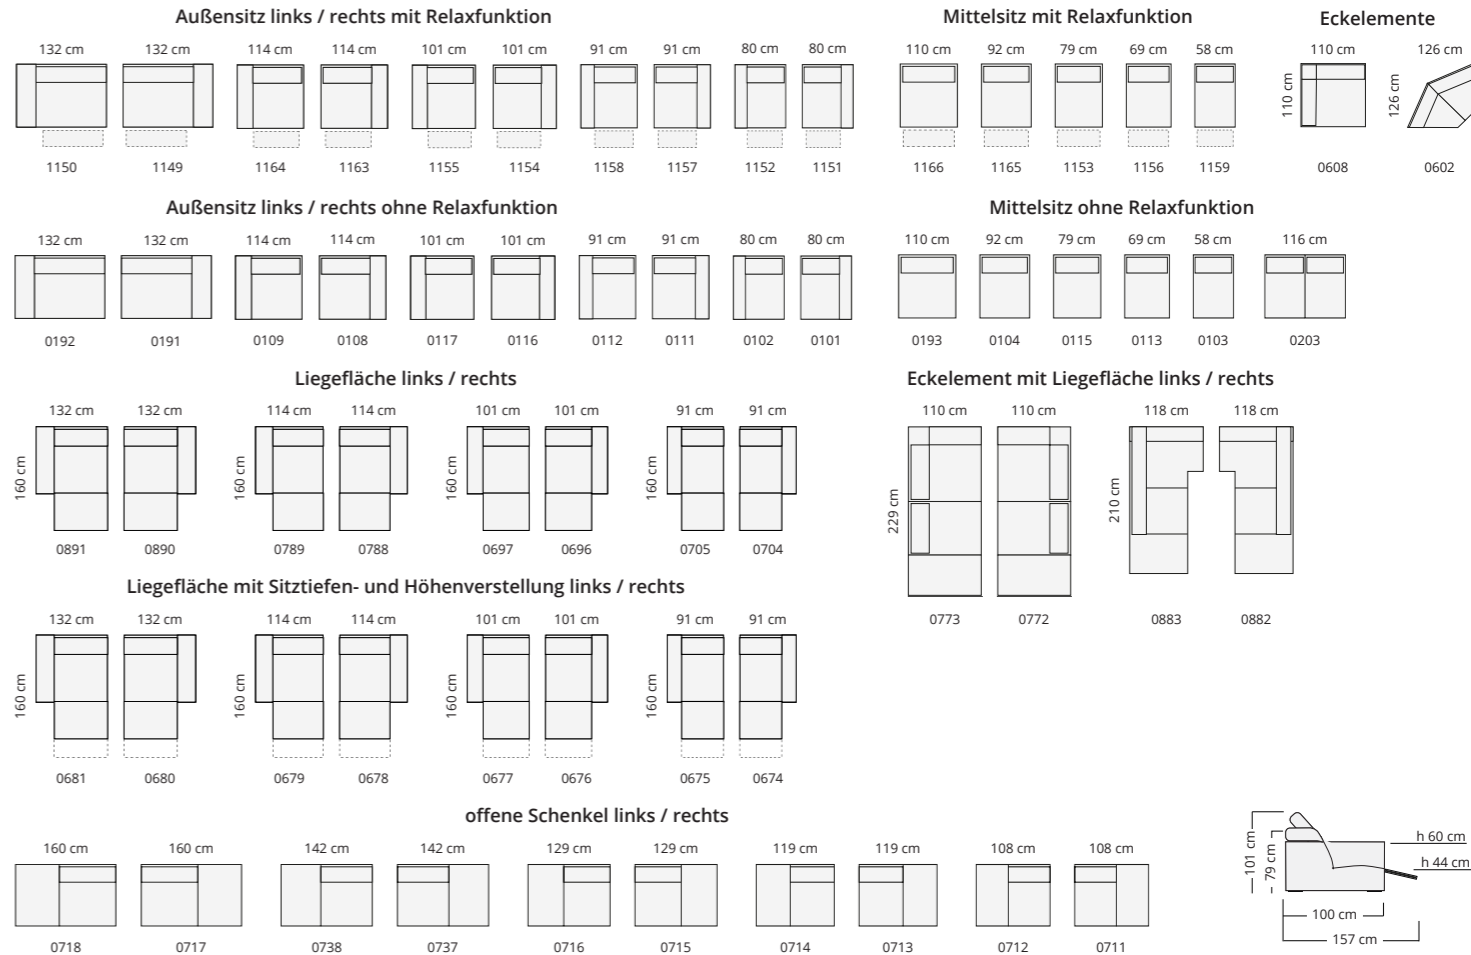 Außensitz links / rechts mit Relaxfunktion
132 cm 132 cm 114 cm 114 cm 101 cm 101 cm 91 cm 91 cm 80 cm 80 cm
1150 1149 1164 1163 1155 1154 1158 1157 1152 1151
Mittelsitz mit Relaxfunktion
110 cm 92 cm 79 cm 69 cm 58 cm
1166 1165 1153 1156 1159
Eckelemente
110 cm 126 cm
110 cm 126 cm
0608 0602
Außensitz links / rechts ohne Relaxfunktion
132 cm 132 cm 114 cm 114 cm 101 cm 101 cm 91 cm 91 cm 80 cm 80 cm
0192 0191 0109 0108 0117 0116 0112 0111 0102 0101
Mittelsitz ohne Relaxfunktion
110 cm 92 cm 79 cm 69 cm 58 cm 116 cm
0193 0104 0115 0113 0103 0203
Liegefläche links / rechts
132 cm 132 cm 114 cm 114 cm 101 cm 101 cm 91 cm 91 cm
160 cm 160 cm 160 cm 160 cm
0891 0890 0789 0788 0697 0696 0705 0704
Eckelement mit Liegefläche links / rechts
110 cm 110 cm 118 cm 118 cm
229 cm 210 cm
0773 0772 0883 0882
Liegefläche mit Sitztiefen- und Höhenverstellung links / rechts
132 cm 132 cm 114 cm 114 cm 101 cm 101 cm 91 cm 91 cm
160 cm 160 cm 160 cm 160 cm
0681 0680 0679 0678 0677 0676 0675 0674
offene Schenkel links / rechts
160 cm 160 cm 142 cm 142 cm 129 cm 129 cm 119 cm 119 cm 108 cm 108 cm
0718 0717 0738 0737 0716 0715 0714 0713 0712 0711
101 cm
79 cm
h 60 cm
h 44 cm
100 cm
157 cm